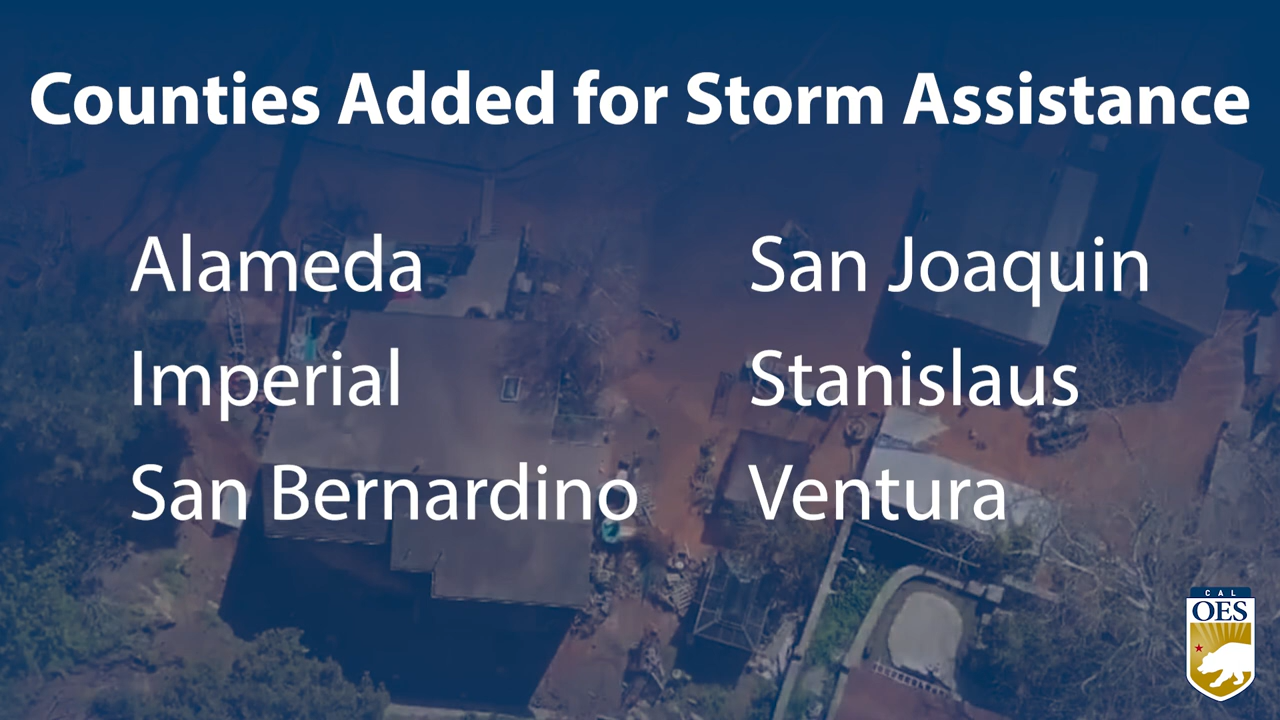 Counties Added for Storm Assistance
Alameda
Imperial
San Bernardino
San Joaquin
Stanislaus
Ventura
CAL
OES